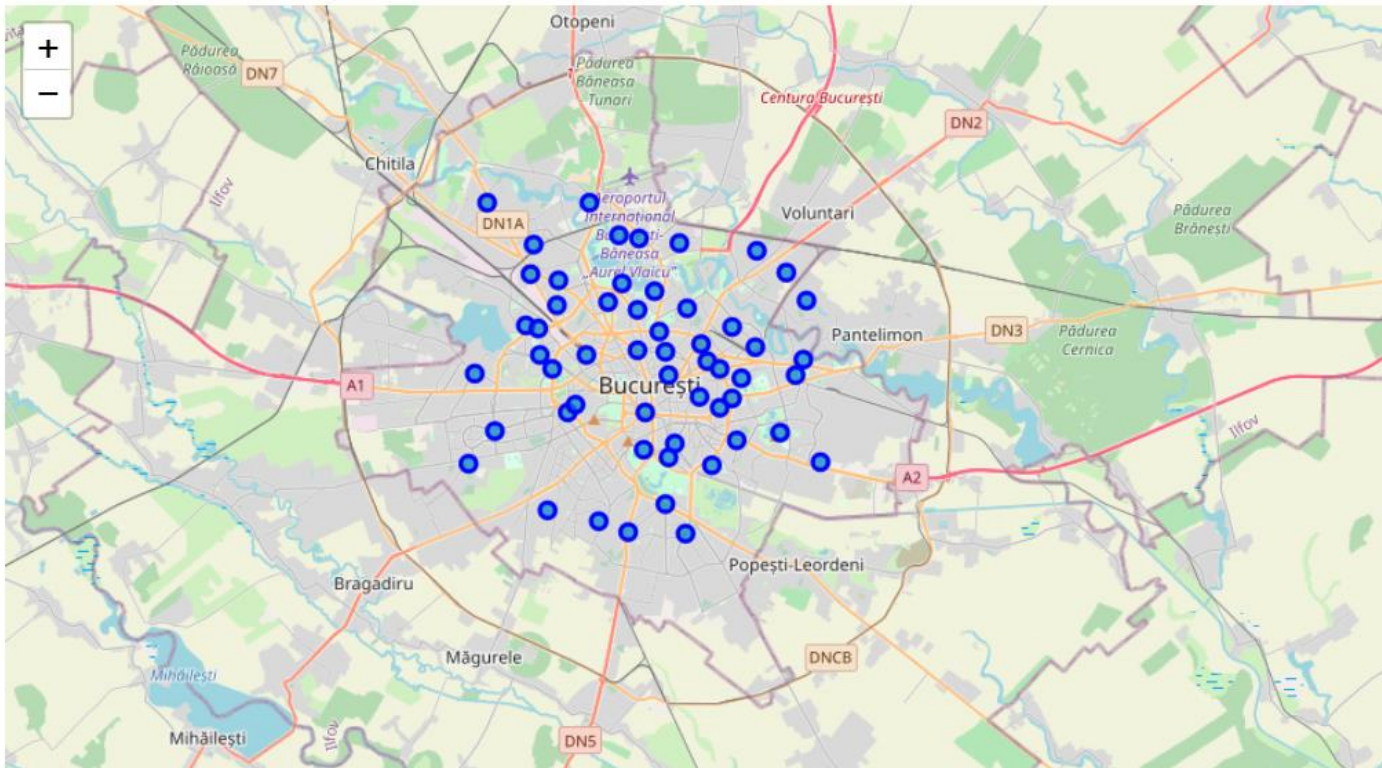 Otopeni
+
−
Pădurea
Râioasă
DN7
Pădurea
Băneasa
-Tunari
Centura București
DN2
Chitila
Ilfov
Aeroportul
Internațional
București-
Băneasa
„Aurel Vlaicu”
DN1A
Voluntari
Pădurea
Brănești
Pantelimon
DN3
Pădurea
Cernica
A1
București
Ilfov
A2
Popești-Leordeni
Bragadiru
Măgurele
DNCB
Mihăilești
Mihăilești
Ilfov
DN5